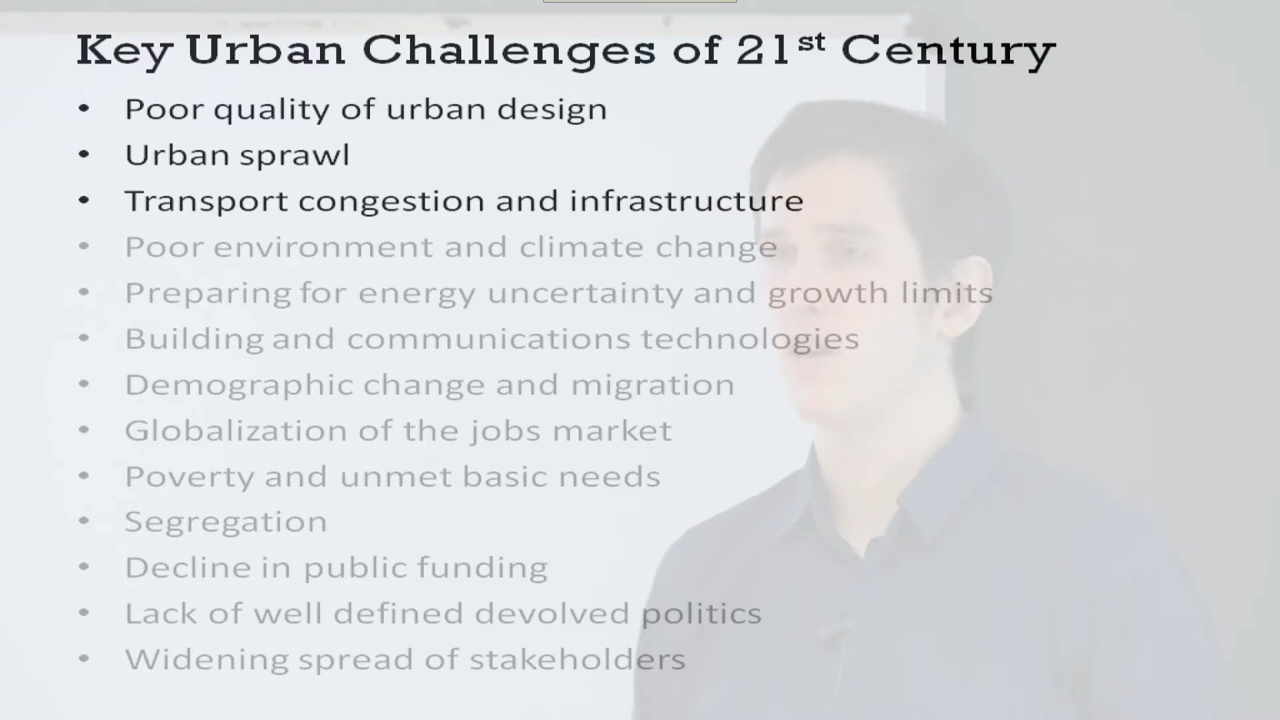 Key Urban Challenges of 21st Century
• Poor quality of urban design
• Urban sprawl
• Transport congestion and infrastructure
• Poor environment and climate change
• Preparing for energy uncertainty and growth limits
• Building and communications technologies
• Demographic change and migration
• Globalization of the jobs market
• Poverty and unmet basic needs
• Segregation
• Decline in public funding
• Lack of well defined devolved politics
• Widening spread of stakeholders